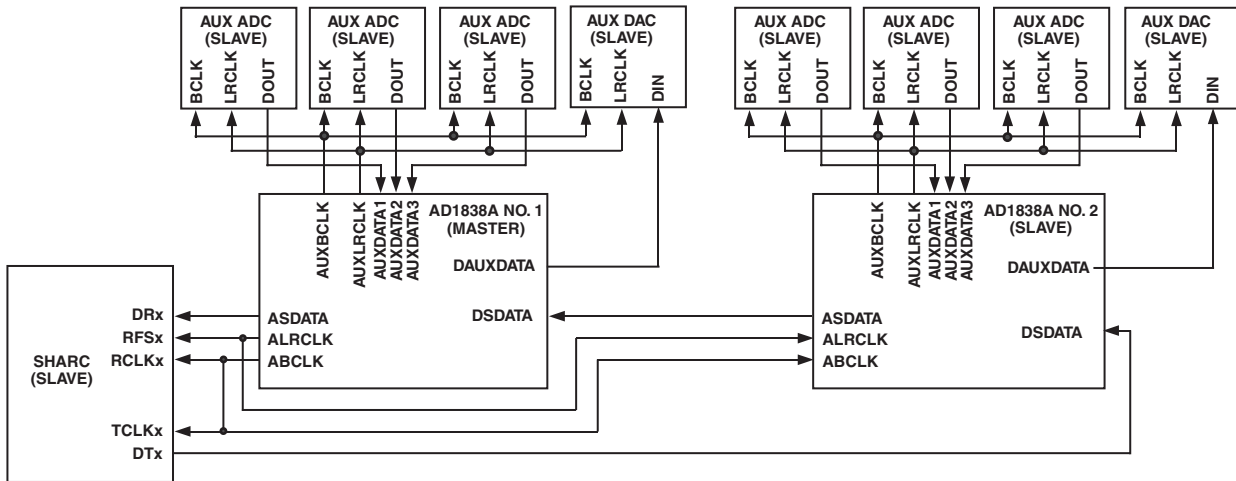 AUX ADC
(SLAVE)
BCLK
LRCLK
DOUT
AUX ADC
(SLAVE)
BCLK
LRCLK
DOUT
AUX ADC
(SLAVE)
BCLK
LRCLK
DOUT
AUX DAC
(SLAVE)
BCLK
LRCLK
DIN
AUX ADC
(SLAVE)
BCLK
LRCLK
DOUT
AUX ADC
(SLAVE)
BCLK
LRCLK
DOUT
AUX ADC
(SLAVE)
BCLK
LRCLK
DOUT
AUX DAC
(SLAVE)
BCLK
LRCLK
DIN
AUXBCLK
AUXLRCLK
AUXDATA1
AUXDATA2
AUXDATA3
AD1838A NO. 1
(MASTER)
DAUXDATA
ASDATA
ALRCLK
ABCLK
DSDATA
AUXBCLK
AUXLRCLK
AUXDATA1
AUXDATA2
AUXDATA3
AD1838A NO. 2
(SLAVE)
DAUXDATA
ASDATA
ALRCLK
ABCLK
DSDATA
SHARC
(SLAVE)
DRx
RFSx
RCLKx
TCLKx
DTx